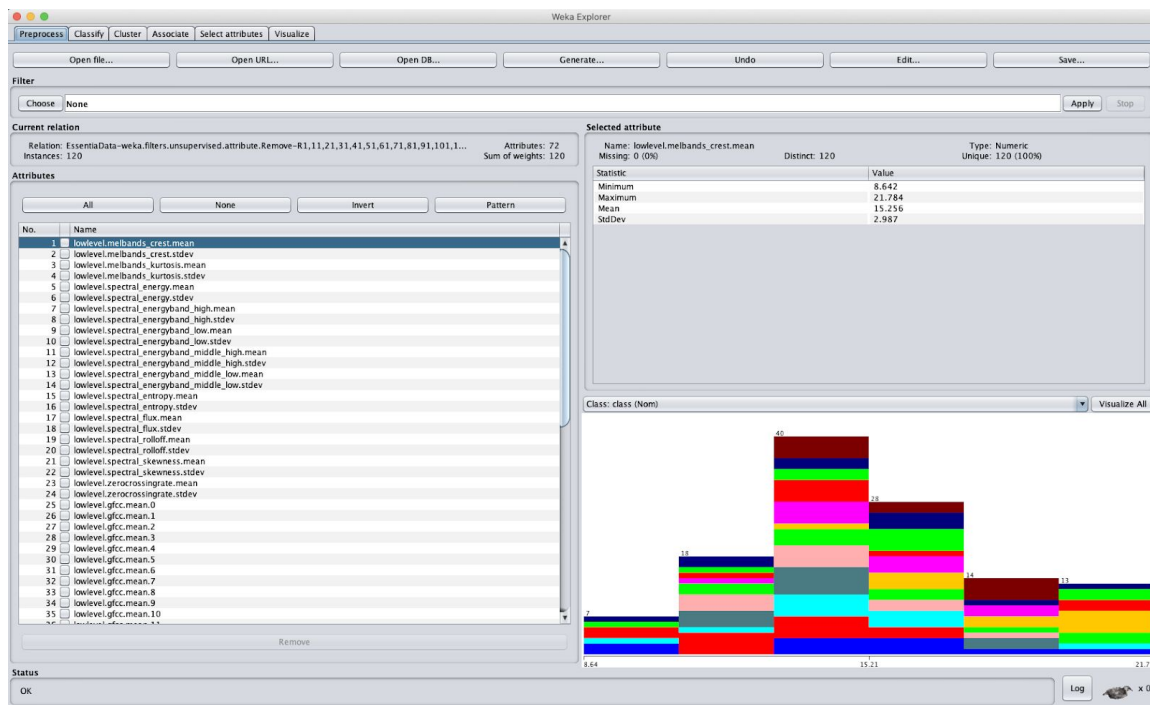 Weka Explorer
Preprocess Classify Cluster Associate Select attributes Visualize
Open file... Open URL... Open DB... Generate... Undo Edit... Save...
Filter
Choose None Apply Stop
Current relation
Relation: EssentiaData-weka.filters.unsupervised.attribute.Remove-R1,11,21,31,41,51,61,71,81,91,101,1... Attributes: 72
Instances: 120 Sum of weights: 120
Attributes
All None Invert Pattern
No. Name
1 lowlevel.melbands_crest.mean
2 lowlevel.melbands_crest.stdev
3 lowlevel.melbands_kurtosis.mean
4 lowlevel.melbands_kurtosis.stdev
5 lowlevel.spectral_energy.mean
6 lowlevel.spectral_energy.stdev
7 lowlevel.spectral_energyband_high.mean
8 lowlevel.spectral_energyband_high.stdev
9 lowlevel.spectral_energyband_low.mean
10 lowlevel.spectral_energyband_low.stdev
11 lowlevel.spectral_energyband_middle_high.mean
12 lowlevel.spectral_energyband_middle_high.stdev
13 lowlevel.spectral_energyband_middle_low.mean
14 lowlevel.spectral_energyband_middle_low.stdev
15 lowlevel.spectral_entropy.mean
16 lowlevel.spectral_entropy.stdev
17 lowlevel.spectral_flux.mean
18 lowlevel.spectral_flux.stdev
19 lowlevel.spectral_rolloff.mean
20 lowlevel.spectral_rolloff.stdev
21 lowlevel.spectral_skewness.mean
22 lowlevel.spectral_skewness.stdev
23 lowlevel.zerocrossingrate.mean
24 lowlevel.zerocrossingrate.stdev
25 lowlevel.gfcc.mean.0
26 lowlevel.gfcc.mean.1
27 lowlevel.gfcc.mean.2
28 lowlevel.gfcc.mean.3
29 lowlevel.gfcc.mean.4
30 lowlevel.gfcc.mean.5
31 lowlevel.gfcc.mean.6
32 lowlevel.gfcc.mean.7
33 lowlevel.gfcc.mean.8
34 lowlevel.gfcc.mean.9
35 lowlevel.gfcc.mean.10
Remove
Selected attribute
Name: lowlevel.melbands_crest.mean Type: Numeric
Missing: 0 (0%) Distinct: 120 Unique: 120 (100%)
Statistic Value
Minimum 8.642
Maximum 21.784
Mean 15.256
StdDev 2.987
Class: class (Nom) Visualize All
40
28
18
14
13
7
8.64 15.21 21.7
Status
OK Log x 0